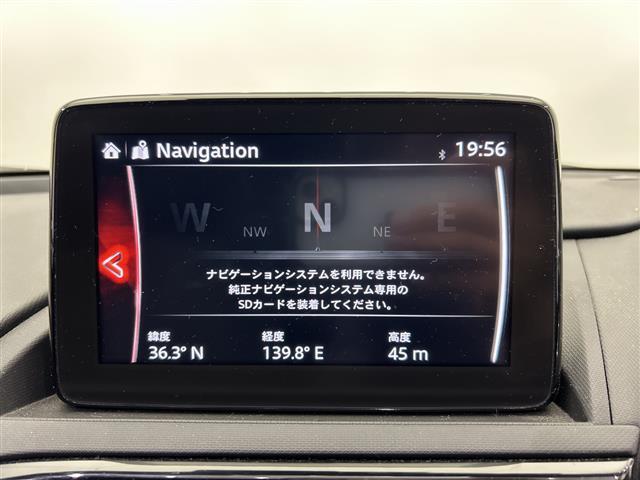 Navigation
19:56
W NW N NE E
ナビゲーションシステムを利用できません。
純正ナビゲーションシステム専用の
SDカードを装着してください。
緯度 経度 高度
36.3° N 139.8° E 45 m